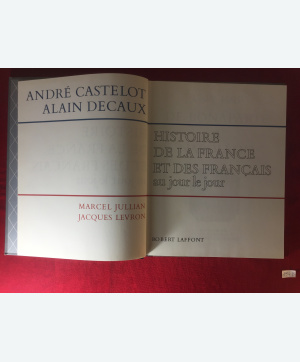 ANDRÉ CASTELOT
ALAIN DECAUX
MARCEL JULLIAN
JACQUES LEVRON
HISTOIRE
DE LA FRANCE
ET DES FRANÇAIS
au jour le jour
ROBERT LAFFONT